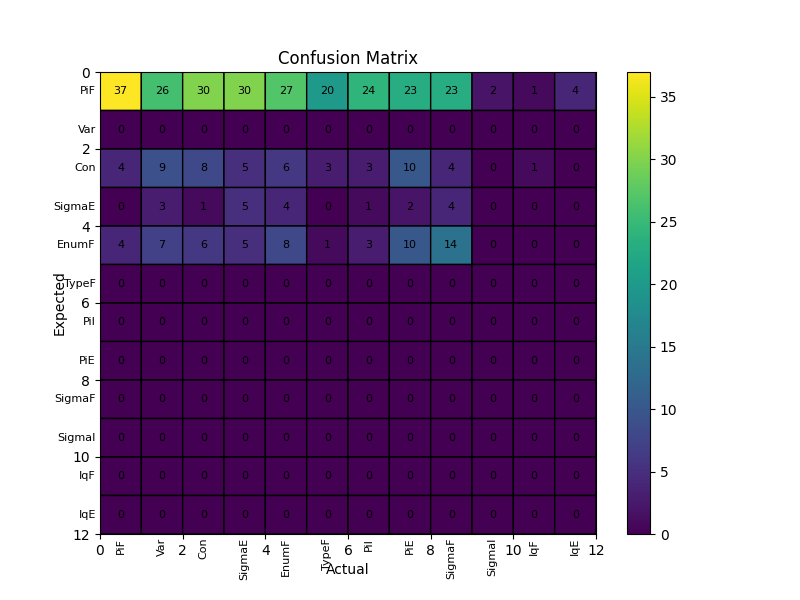 Confusion Matrix
0
PiF 37 26 30 30 27 20 24 23 23 2 1 4
Var 0 0 0 0 0 0 0 0 0 0 0 0
2
Con 4 9 8 5 6 3 3 10 4 0 1 0
SigmaE 0 3 1 5 4 0 1 2 4 0 0 0
4
EnumF 4 7 6 5 8 1 3 10 14 0 0 0
Expected
TypeF 0 0 0 0 0 0 0 0 0 0 0 0
6
PiI 0 0 0 0 0 0 0 0 0 0 0 0
PiE 0 0 0 0 0 0 0 0 0 0 0 0
8
SigmaF 0 0 0 0 0 0 0 0 0 0 0 0
SigmaI 0 0 0 0 0 0 0 0 0 0 0 0
10
IqF 0 0 0 0 0 0 0 0 0 0 0 0
IqE 0 0 0 0 0 0 0 0 0 0 0 0
12
0 2 4 6 8 10 12
PiF Var Con SigmaE EnumF TypeF PiI PiE SigmaF SigmaI IqF IqE
Actual
35
30
25
20
15
10
5
0